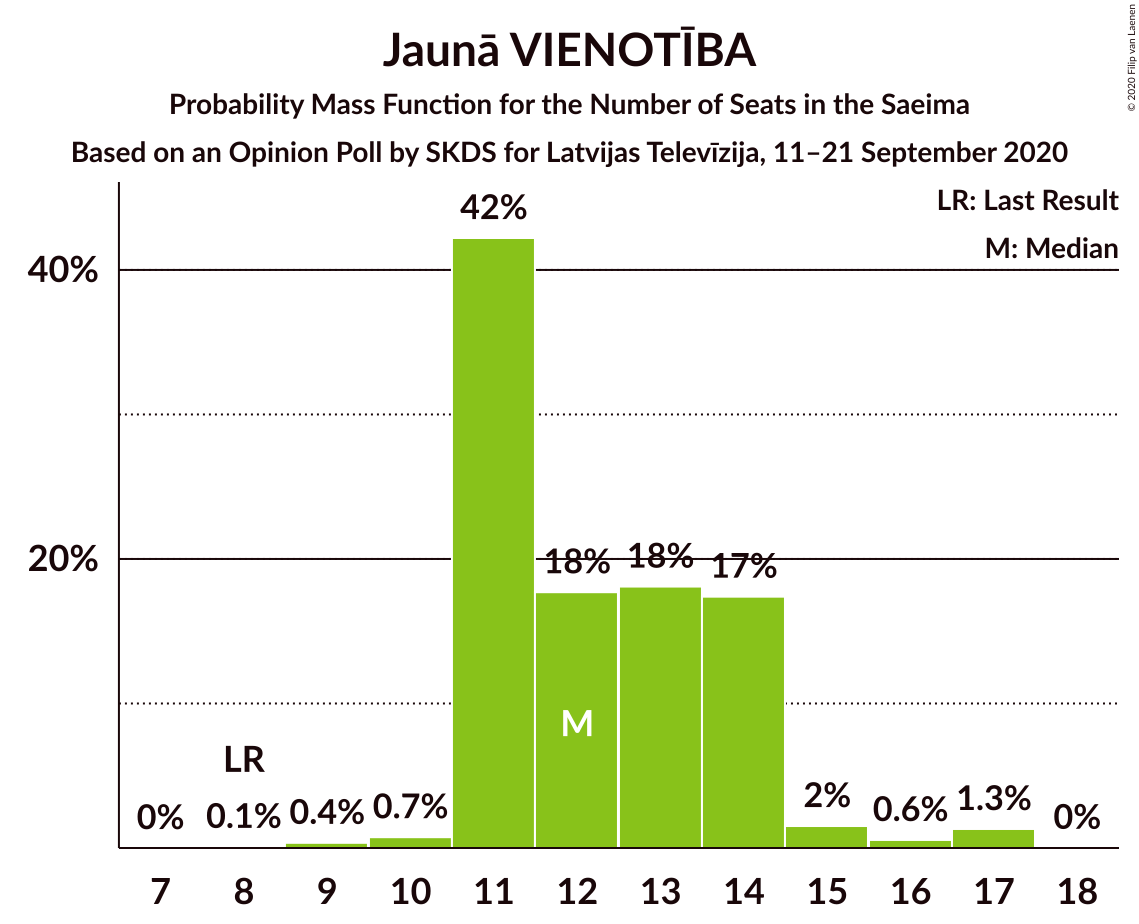 Jaunā VIENOTĪBA
Probability Mass Function for the Number of Seats in the Saeima
Based on an Opinion Poll by SKDS for Latvijas Televīzija, 11–21 September 2020
© 2020 Filip van Laenen
LR: Last Result
M: Median
42%
40%
20%
18% 18% 17%
M
LR
0% 0.1% 0.4% 0.7% 2% 0.6% 1.3% 0%
7 8 9 10 11 12 13 14 15 16 17 18